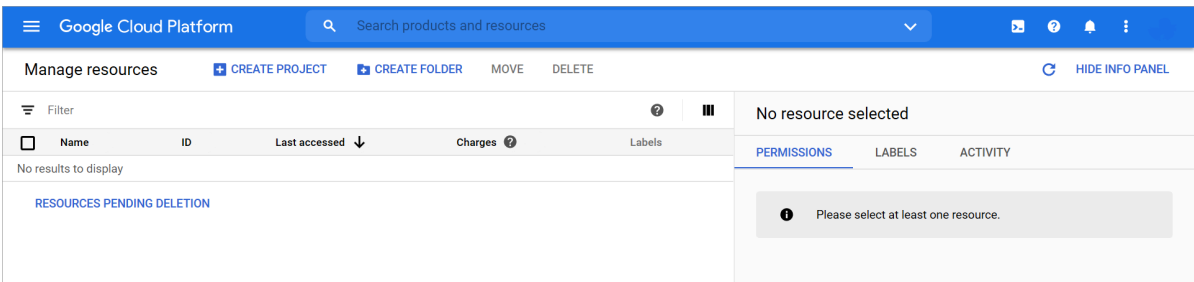 Google Cloud Platform
Search products and resources
Manage resources
CREATE PROJECT
CREATE FOLDER
MOVE
DELETE
HIDE INFO PANEL
Filter
Name ID Last accessed Charges Labels
No results to display
RESOURCES PENDING DELETION
No resource selected
PERMISSIONS LABELS ACTIVITY
Please select at least one resource.